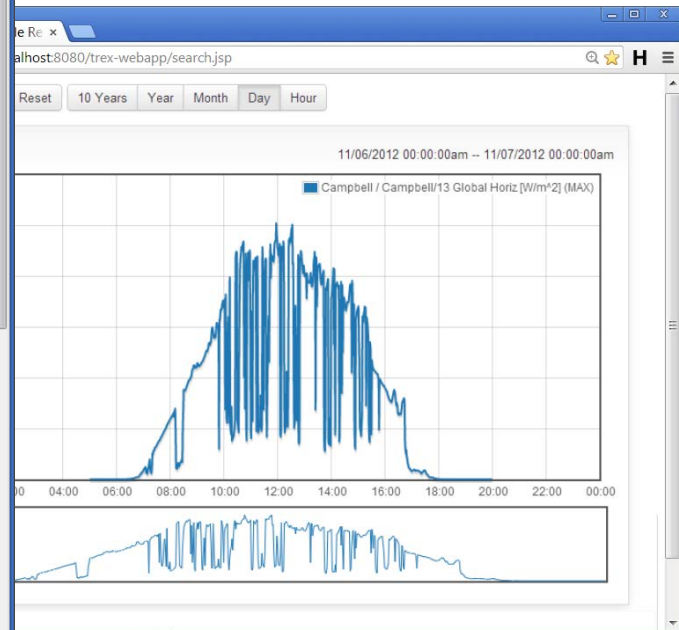 le Re ×
alhost:8080/trex-webapp/search.jsp
H
Reset 10 Years Year Month Day Hour
11/06/2012 00:00:00am -- 11/07/2012 00:00:00am
Campbell / Campbell/13 Global Horiz [W/m^2] (MAX)
00 04:00 06:00 08:00 10:00 12:00 14:00 16:00 18:00 20:00 22:00 00:00